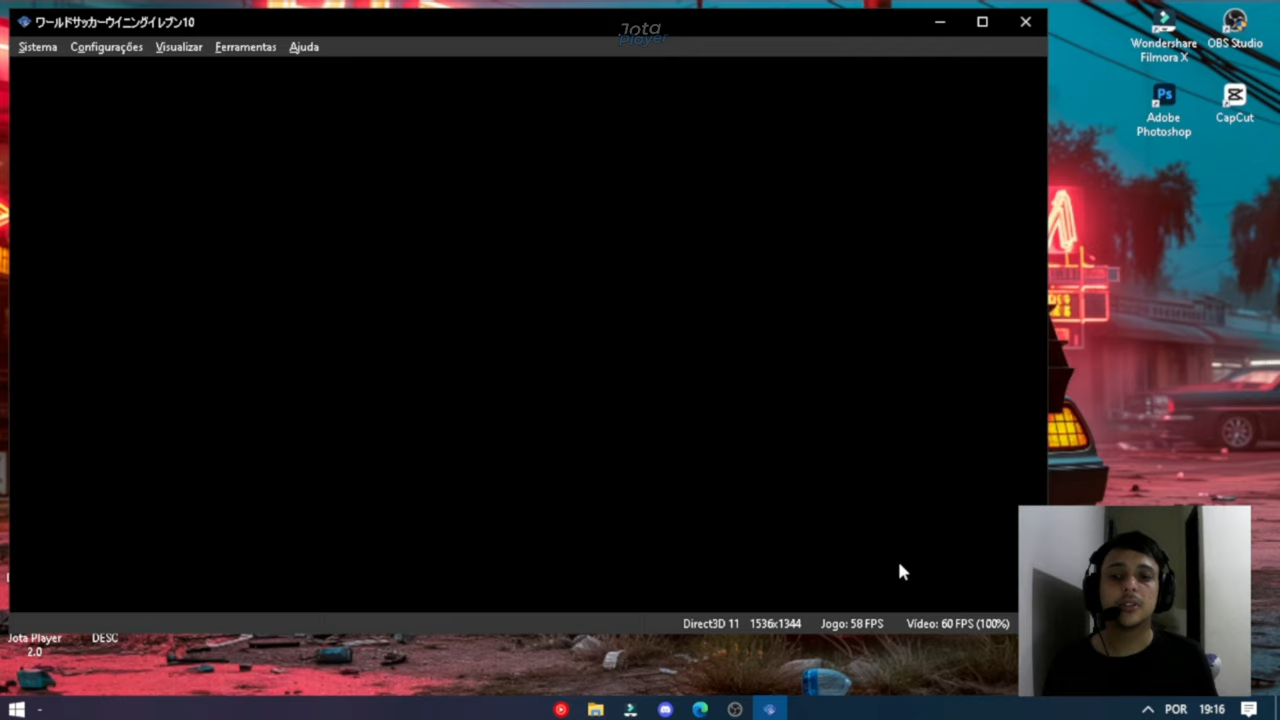 ワールドサッカーウイニングイレブン10
Jota
Player
Sistema Configurações Visualizar Ferramentas Ajuda
Wondershare
Filmora X
OBS Studio
Ps
Adobe
Photoshop
CapCut
Direct3D 11 1536x1344 Jogo: 58 FPS Vídeo: 60 FPS (100%)
Jota Player
2.0
DESC
POR 19:16